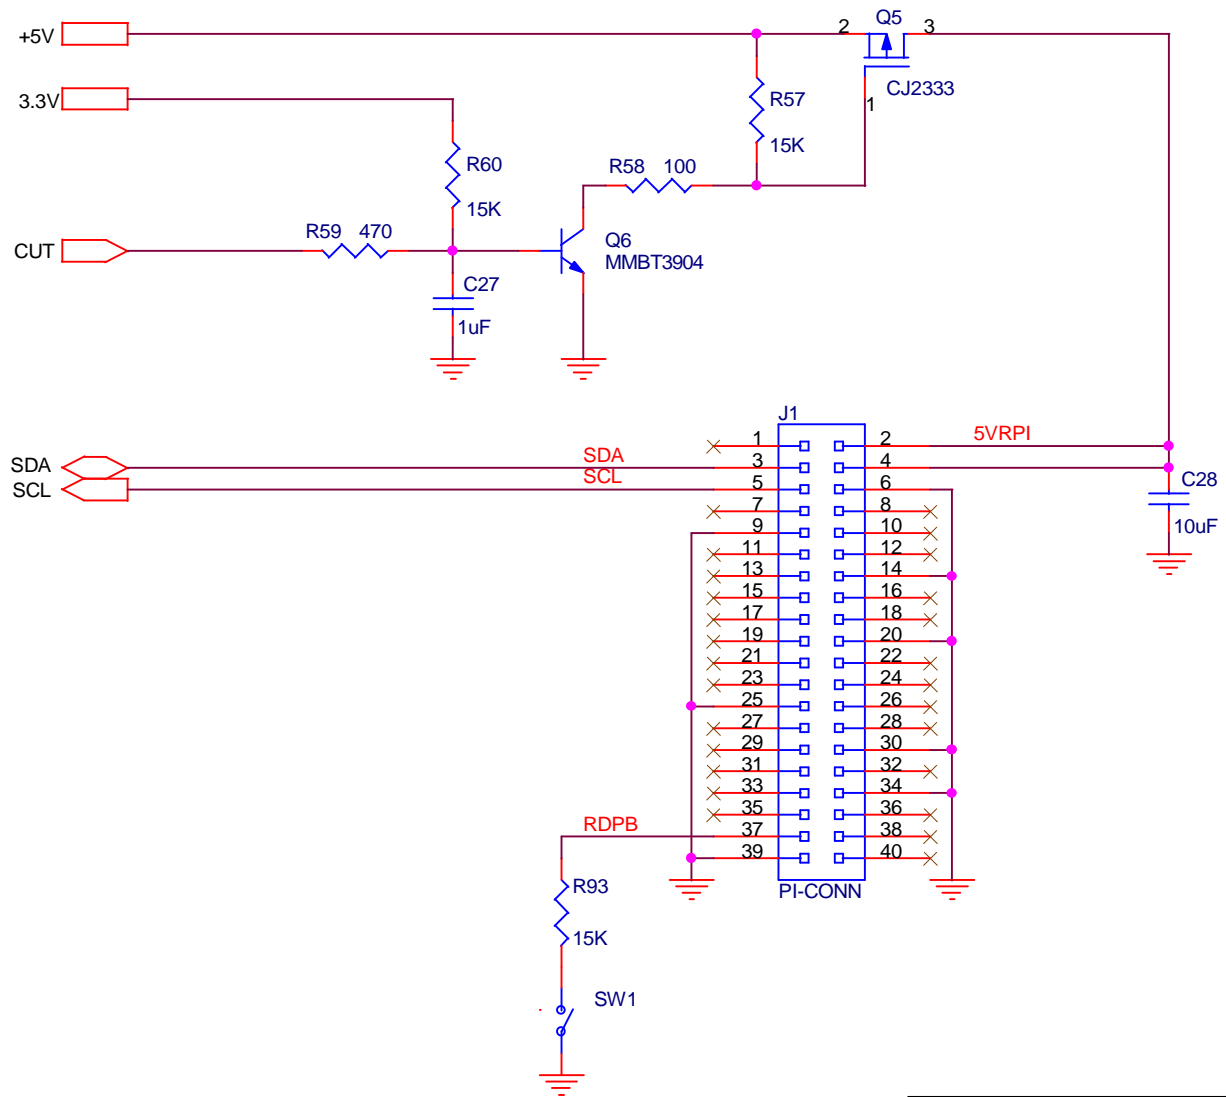 +5V
2
Q5
3
CJ2333
1
3.3V
R57
15K
R60
15K
R58 100
CUT
R59 470
Q6
MMBT3904
C27
1uF
J1
1
2
5VRPI
SDA
SDA
3
4
SCL
SCL
5
6
C28
10uF
7
8
9
10
11
12
13
14
15
16
17
18
19
20
21
22
23
24
25
26
27
28
29
30
31
32
33
34
35
36
RDPB
37
38
39
40
PI-CONN
R93
15K
SW1